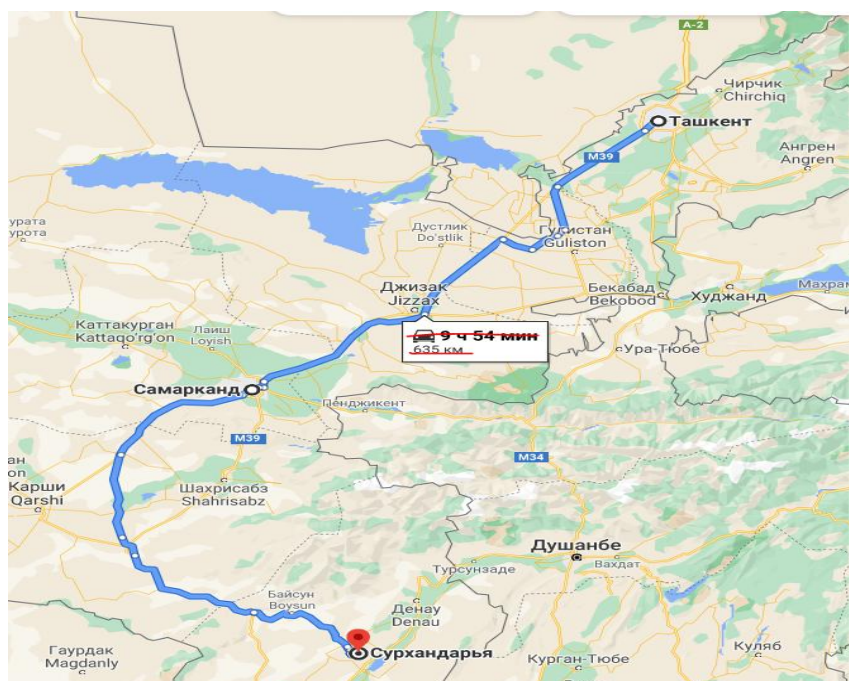 A-2
Чирчик
Chirchiq
Ташкент
Ангрен
Angren
M39
урата
урота
Дустлик
Do'stlik
Гулистан
Guliston
Джизак
Jizzax
Бекабад
Bekobod
Худжанд
Махрам
Каттакурган
Kattaqo'rg'on
Лаиш
Loyish
9 ч 54 мин
635 км
Ура-Тюбе
Самарканд
Пенджикент
M39
M34
ан
on
Карши
Qarshi
Шахрисабз
Shahrisabz
Душанбе
Турсунзаде
Вахдат
Байсун
Boysun
Денау
Denau
Сурхандарья
Гаурдак
Magdanly
Курган-Тюбе
Куляб